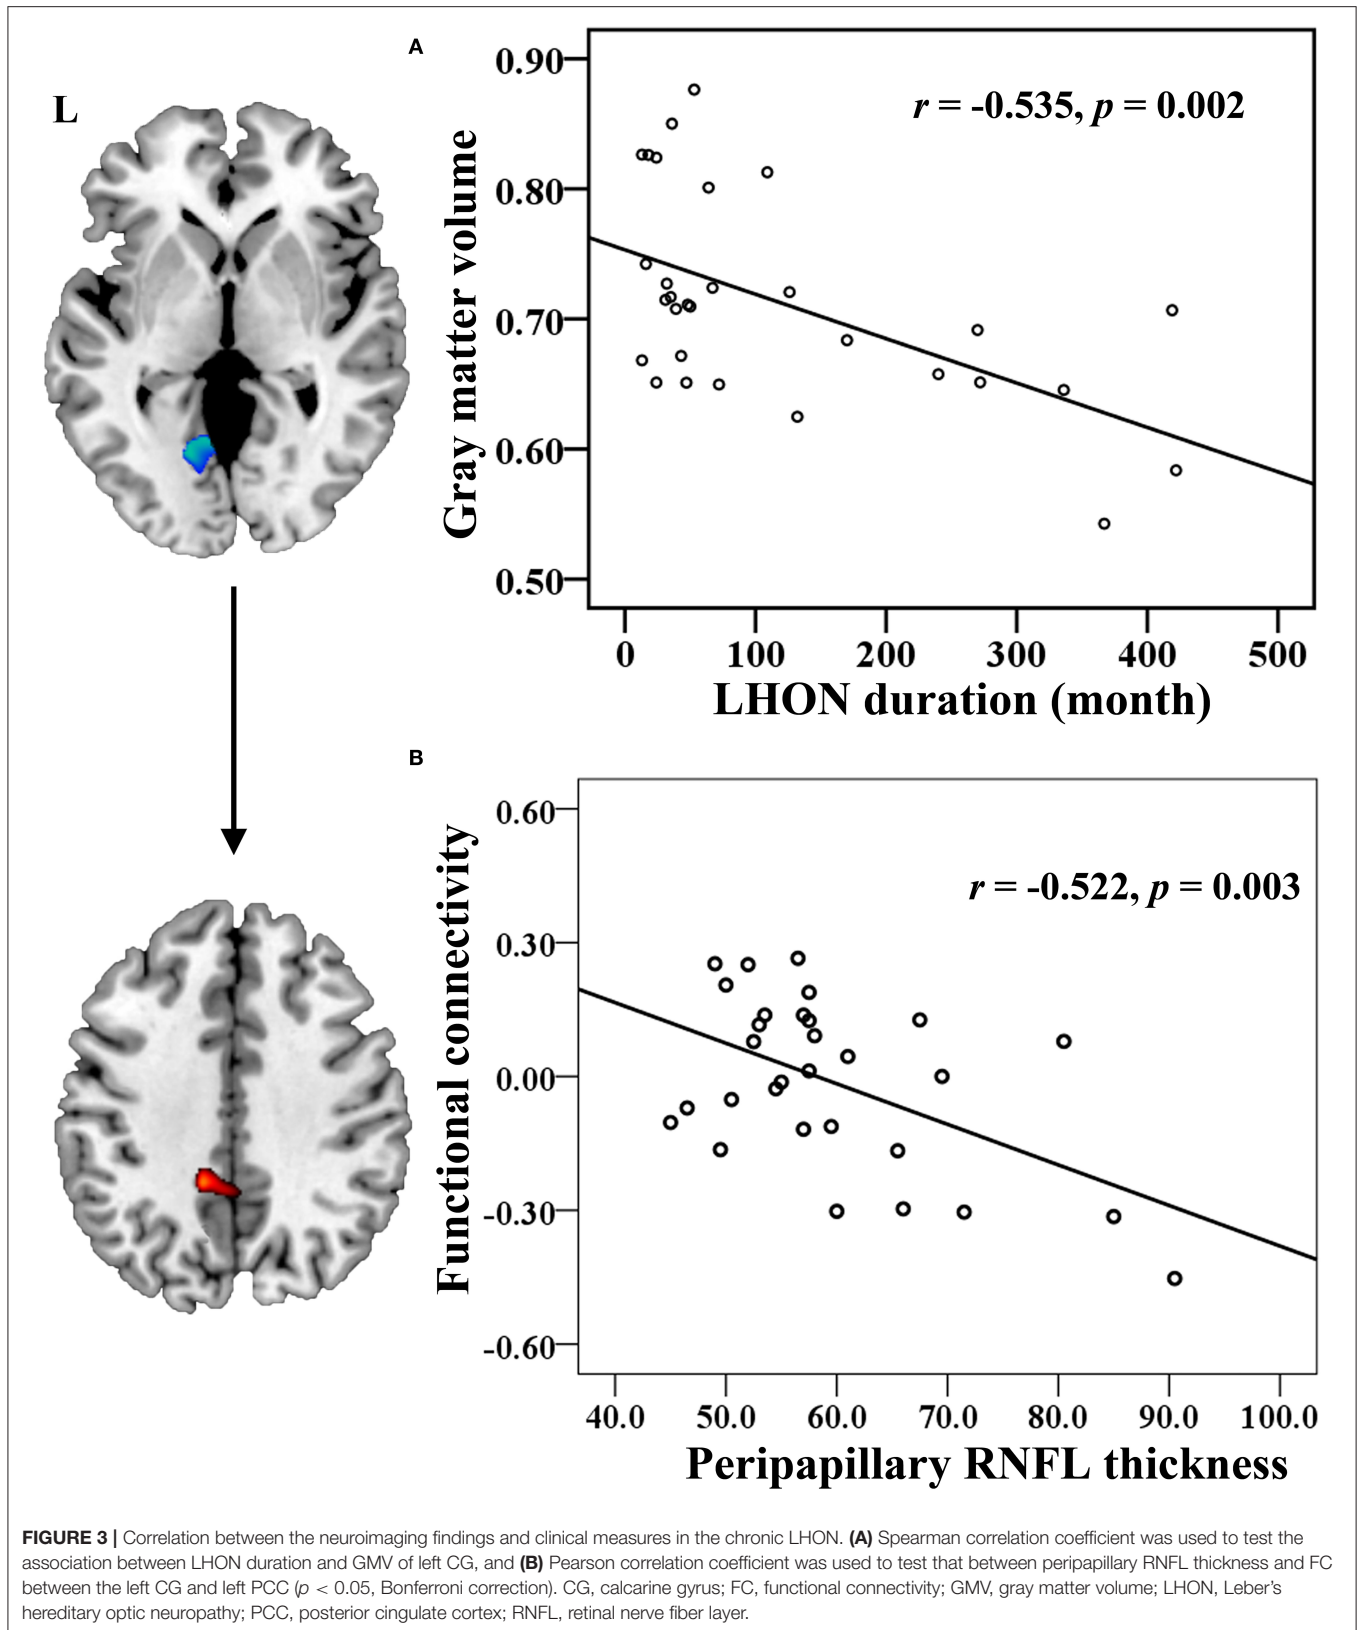 A
L
0.90
0.80
0.70
0.60
0.50
Gray matter volume
r = -0.535, p = 0.002
0 100 200 300 400 500
LHON duration (month)
B
0.60
0.30
0.00
-0.30
-0.60
Functional connectivity
r = -0.522, p = 0.003
40.0 50.0 60.0 70.0 80.0 90.0 100.0
Peripapillary RNFL thickness
FIGURE 3 | Correlation between the neuroimaging findings and clinical measures in the chronic LHON. (A) Spearman correlation coefficient was used to test the
association between LHON duration and GMV of left CG, and (B) Pearson correlation coefficient was used to test that between peripapillary RNFL thickness and FC
between the left CG and left PCC (p < 0.05, Bonferroni correction). CG, calcarine gyrus; FC, functional connectivity; GMV, gray matter volume; LHON, Leber's
hereditary optic neuropathy; PCC, posterior cingulate cortex; RNFL, retinal nerve fiber layer.